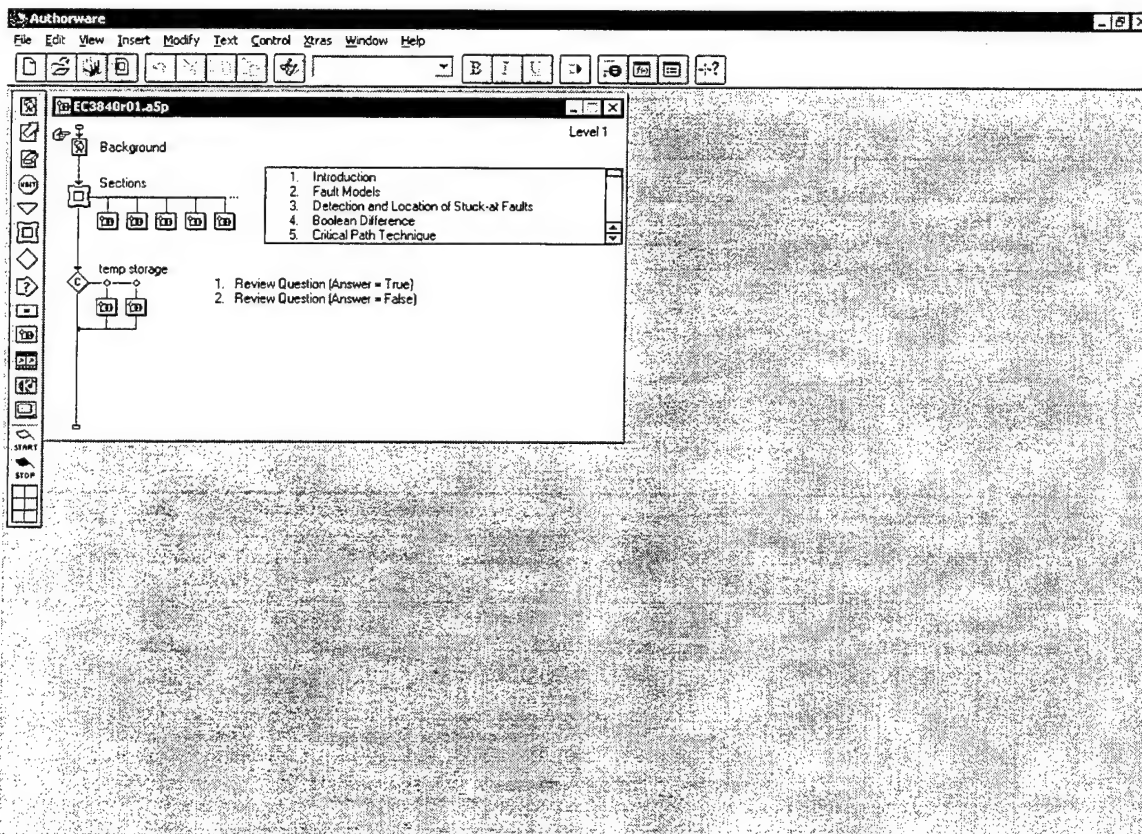 Authorware
File Edit View Insert Modify Text Control Xtras Window Help
B I U
EC3840r01.a5p
Level 1
Background
Sections
1. Introduction
2. Fault Models
3. Detection and Location of Stuck-at Faults
4. Boolean Difference
5. Critical Path Technique
temp storage
C
1. Review Question (Answer = True)
2. Review Question (Answer = False)
WAIT
START
STOP